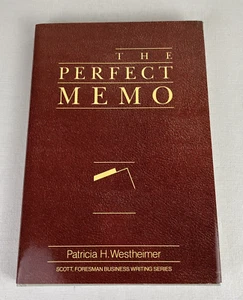 THE
PERFECT
MEMO
Patricia H. Westheimer
SCOTT, FORESMAN BUSINESS WRITING SERIES